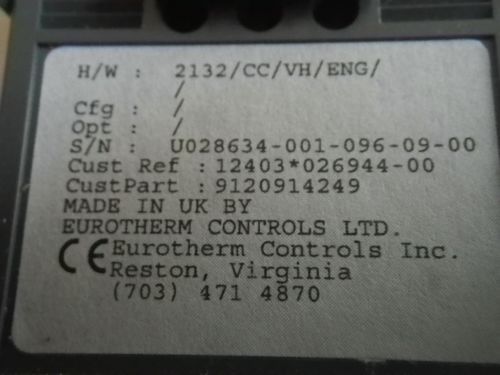 H/W : 2132/CC/VH/ENG/
/
Cfg : /
Opt : /
S/N : U028634-001-096-09-00
Cust Ref : 12403*026944-00
CustPart : 9120914249
MADE IN UK BY
EUROTHERM CONTROLS LTD.
CE Eurotherm Controls Inc.
Reston, Virginia
(703) 471 4870